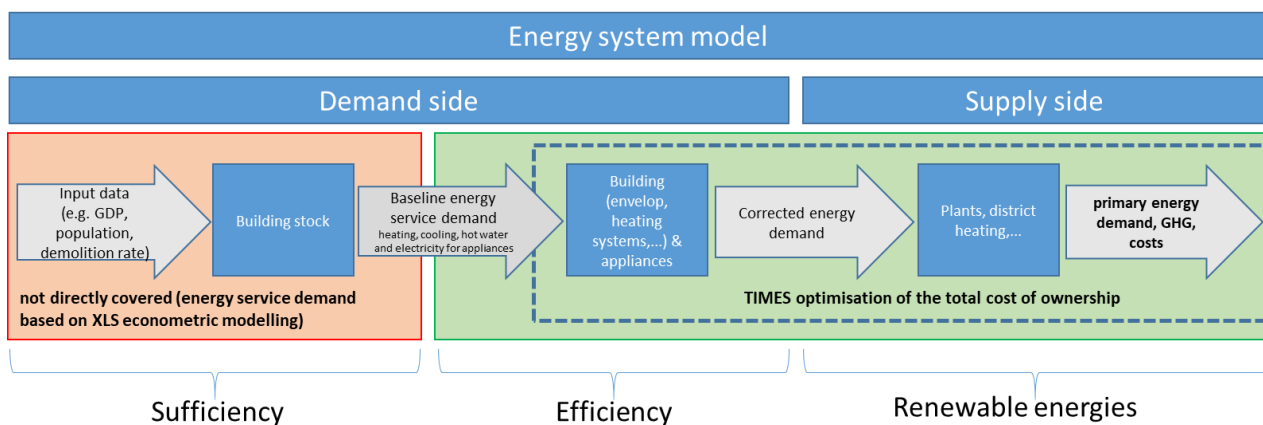 Energy system model
Demand side
Supply side
Input data
(e.g. GDP,
population,
demolition rate)
Building stock
Baseline energy
service demand
heating, cooling, hot water
and electricity for appliances
Building
(envelop,
heating
systems,...) &
appliances
Corrected energy
demand
Plants, district
heating,...
primary energy
demand, GHG,
costs
not directly covered (energy service demand
based on XLS econometric modelling)
TIMES optimisation of the total cost of ownership
Sufficiency
Efficiency
Renewable energies